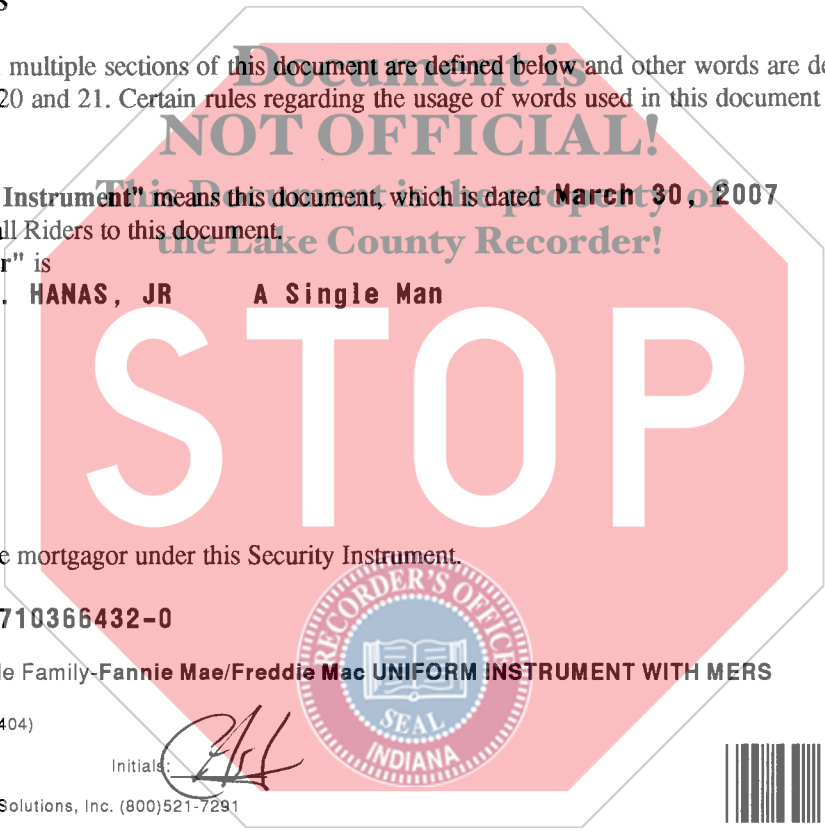 S
multiple sections of this document are defined below and other words are de
20 and 21. Certain rules regarding the usage of words used in this document
Document is
NOT OFFICIAL!
This Document is the property of
the Lake County Recorder!
Instrument" means this document, which is dated March 30, 2007
all Riders to this document.
r" is
. HANAS, JR A Single Man
STOP
e mortgagor under this Security Instrument.
710366432-0
le Family-Fannie Mae/Freddie Mac UNIFORM INSTRUMENT WITH MERS
404)
Initials:
Solutions, Inc. (800)521-7291
RECORDER'S OFFICE
SEAL
INDIANA